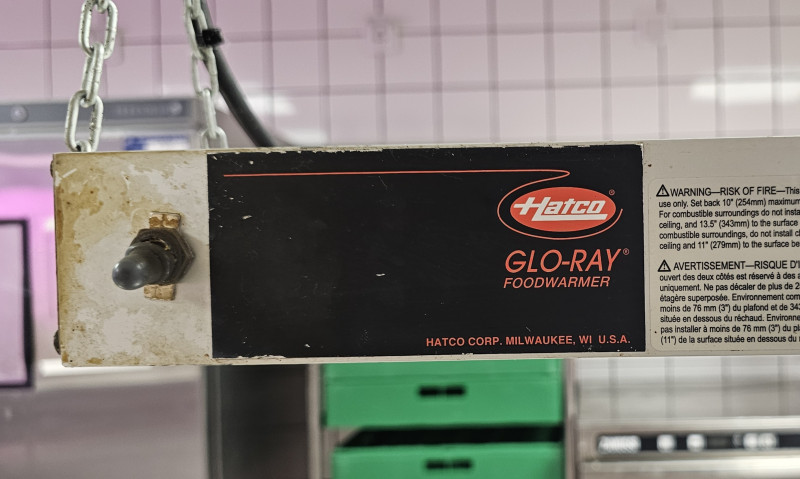 Hatco®
GLO-RAY®
FOODWARMER
HATCO CORP. MILWAUKEE, WI U.S.A.
⚠WARNING—RISK OF FIRE—This
use only. Set back 10" (254mm) maximum
For combustible surroundings do not insta
ceiling, and 13.5" (343mm) to the surface
combustible surroundings, do not install c
ceiling and 11" (279mm) to the surface be
⚠ AVERTISSEMENT—RISQUE D'I
ouvert des deux côtés est réservé à des a
uniquement. Ne pas décaler de plus de 2
étagère superposée. Environnement com
moins de 76 mm (3") du plafond et de 343
située en dessous du réchaud. Environne
pas installer à moins de 76 mm (3") du pla
(11") de la surface située en dessous du r